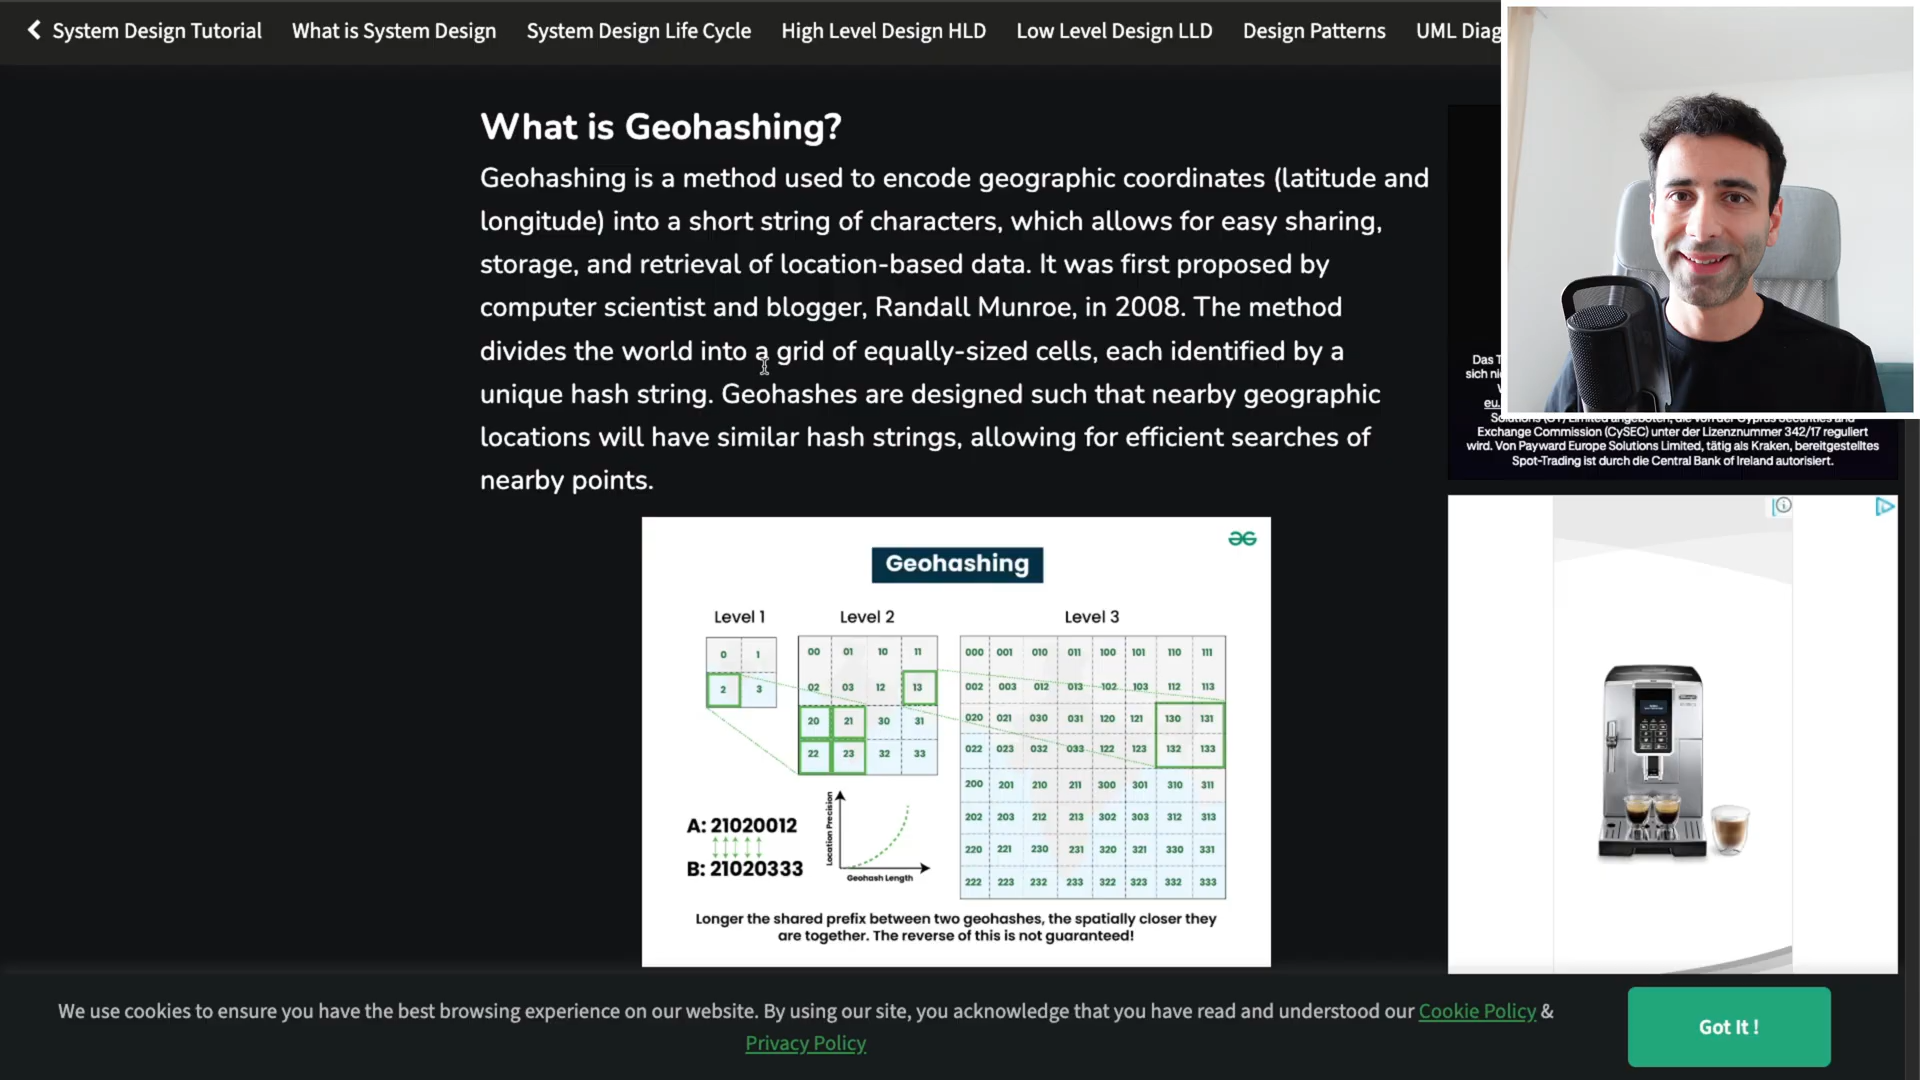 System Design Tutorial What is System Design System Design Life Cycle High Level Design HLD Low Level Design LLD Design Patterns UML Diag
What is Geohashing?
Geohashing is a method used to encode geographic coordinates (latitude and
longitude) into a short string of characters, which allows for easy sharing,
storage, and retrieval of location-based data. It was first proposed by
computer scientist and blogger, Randall Munroe, in 2008. The method
divides the world into a grid of equally-sized cells, each identified by a
unique hash string. Geohashes are designed such that nearby geographic
locations will have similar hash strings, allowing for efficient searches of
nearby points.
Geohashing
Level 1 Level 2 Level 3
0 1
2 3
00 01 10 11
02 03 12 13
20 21 30 31
22 23 32 33
000 001 010 011 100 101 110 111
002 003 012 013 102 103 112 113
020 021 030 031 120 121 130 131
022 023 032 033 122 123 132 133
200 201 210 211 300 301 310 311
202 203 212 213 302 303 312 313
220 221 230 231 320 321 330 331
222 223 232 233 322 323 332 333
A: 21020012
B: 21020333
Location Precision
Geohash Length
Longer the shared prefix between two geohashes, the spatially closer they
are together. The reverse of this is not guaranteed!
Das T
sich ni
eu.
Solutions (CY) Limited angeboten, die von der Cyprus Securities and
Exchange Commission (CySEC) unter der Lizenznummer 342/17 reguliert
wird. Von Payward Europe Solutions Limited, tätig als Kraken, bereitgestelltes
Spot-Trading ist durch die Central Bank of Ireland autorisiert.
We use cookies to ensure you have the best browsing experience on our website. By using our site, you acknowledge that you have read and understood our Cookie Policy &
Privacy Policy
Got It !